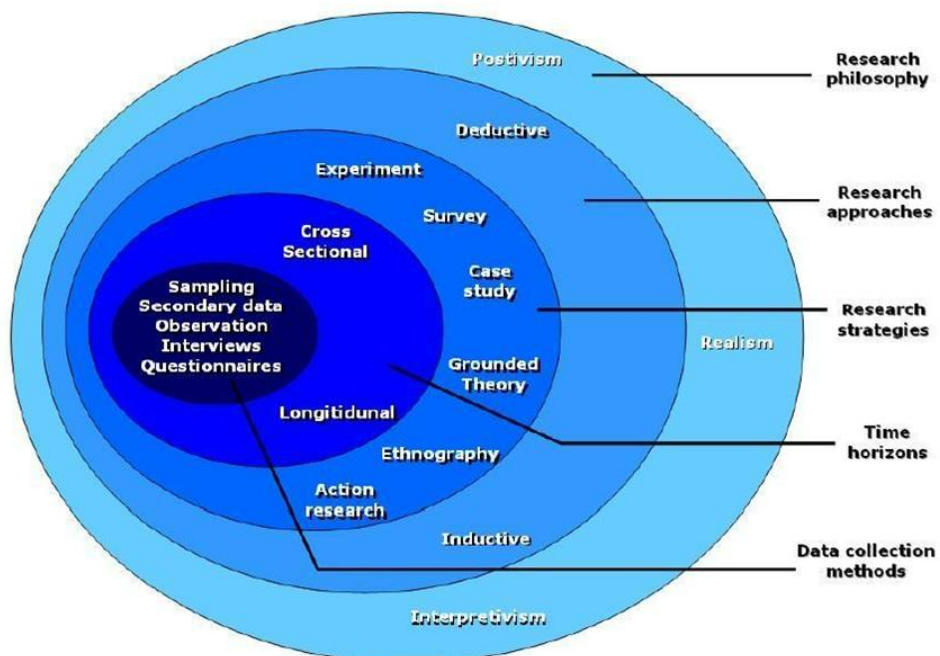 Postivism
Research
philosophy
Deductive
Experiment
Research
approaches
Survey
Cross
Sectional
Case
study
Sampling
Secondary data
Observation
Interviews
Questionnaires
Research
strategies
Realism
Grounded
Theory
Longitidunal
Time
horizons
Ethnography
Action
research
Inductive
Data collection
methods
Interpretivism